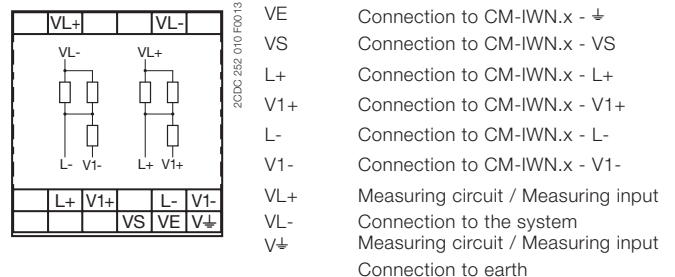 VL+ VL-
VL- VL+
L- V1- L+ V1+
L+ V1+ L- V1-
VS VE V⏚
2CDC 252 010 F0013
VE Connection to CM-IWN.x - ⏚
VS Connection to CM-IWN.x - VS
L+ Connection to CM-IWN.x - L+
V1+ Connection to CM-IWN.x - V1+
L- Connection to CM-IWN.x - L-
V1- Connection to CM-IWN.x - V1-
VL+ Measuring circuit / Measuring input
VL- Connection to the system
V⏚ Measuring circuit / Measuring input
Connection to earth